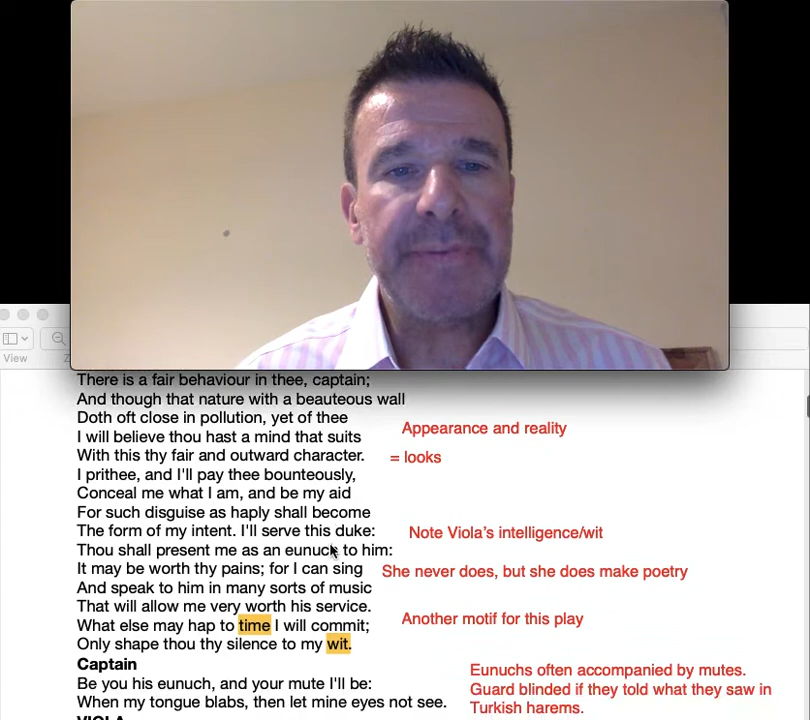 View
Z
There is a fair behaviour in thee, captain;
And though that nature with a beauteous wall
Doth oft close in pollution, yet of thee
I will believe thou hast a mind that suits
With this thy fair and outward character.
I prithee, and I'll pay thee bounteously,
Conceal me what I am, and be my aid
For such disguise as haply shall become
The form of my intent. I'll serve this duke:
Thou shall present me as an eunuch to him:
It may be worth thy pains; for I can sing
And speak to him in many sorts of music
That will allow me very worth his service.
What else may hap to time I will commit;
Only shape thou thy silence to my wit.
Captain
Be you his eunuch, and your mute I'll be:
When my tongue blabs, then let mine eyes not see.
VIOLA
Appearance and reality
= looks
Note Viola's intelligence/wit
She never does, but she does make poetry
Another motif for this play
Eunuchs often accompanied by mutes.
Guard blinded if they told what they saw in
Turkish harems.